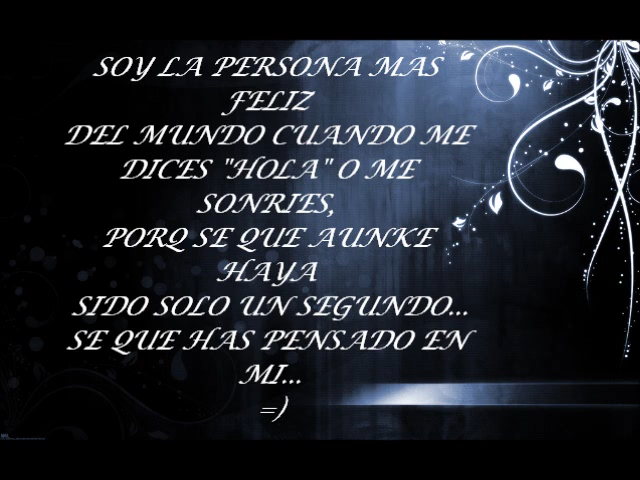 SOY LA PERSONA MAS
FELIZ
DEL MUNDO CUANDO ME
DICES "HOLA" O ME
SONRIES,
PORQ SE QUE AUNKE
HAYA
SIDO SOLO UN SEGUNDO...
SE QUE HAS PENSADO EN
MI...
=)